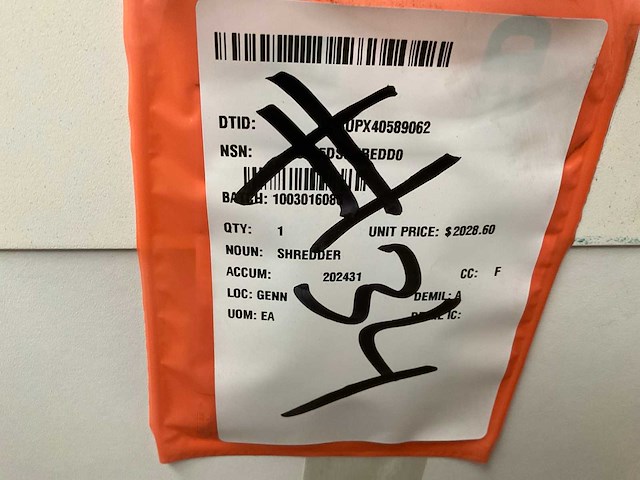 DTID: UPX40589062
NSN:
BATCH: 100301608
QTY: 1 UNIT PRICE: $2028.60
NOUN: SHREDDER
ACCUM: 202431 CC: F
LOC: GENN DEMIL: A
UOM: EA IC:
#34